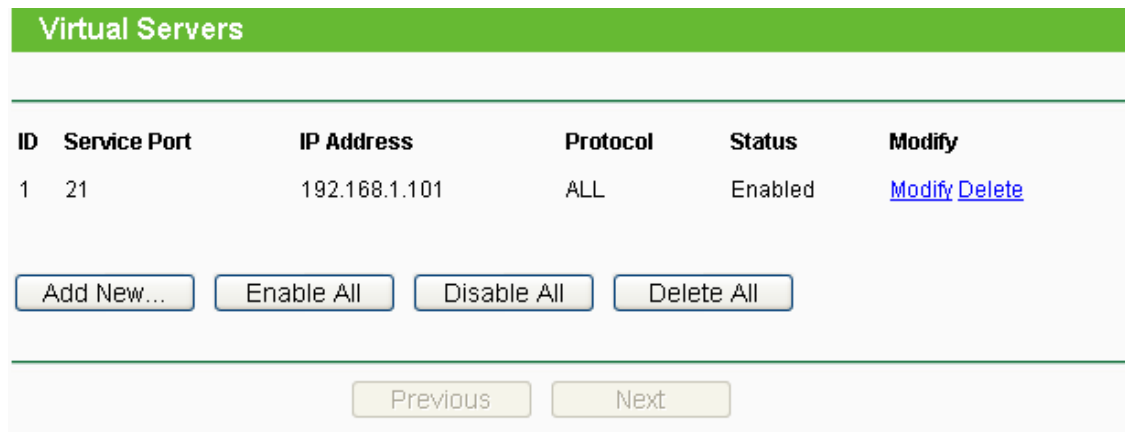 Virtual Servers
ID Service Port IP Address Protocol Status Modify
1 21 192.168.1.101 ALL Enabled Modify Delete
Add New... Enable All Disable All Delete All
Previous Next